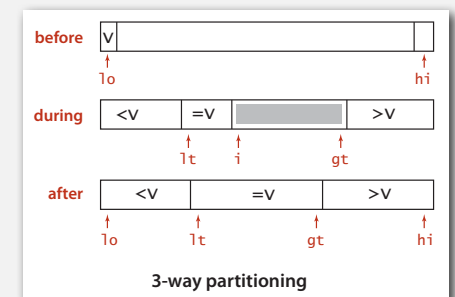 before v
lo hi
during <v =v >v
lt i gt
after <v =v >v
lo lt gt hi
3-way partitioning